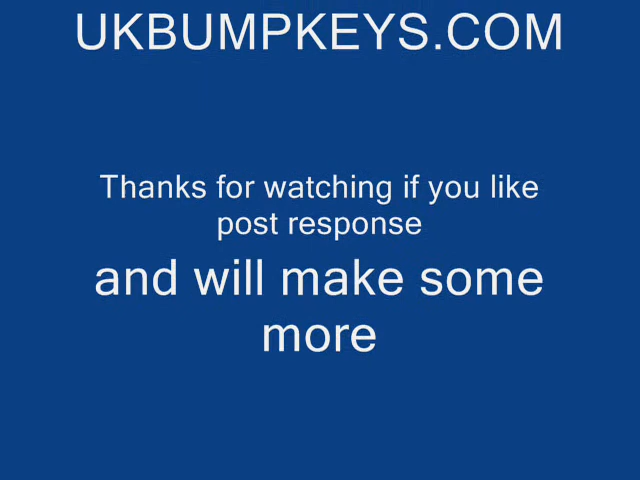 UKBUMPKEYS.COM
Thanks for watching if you like
post response
and will make some
more